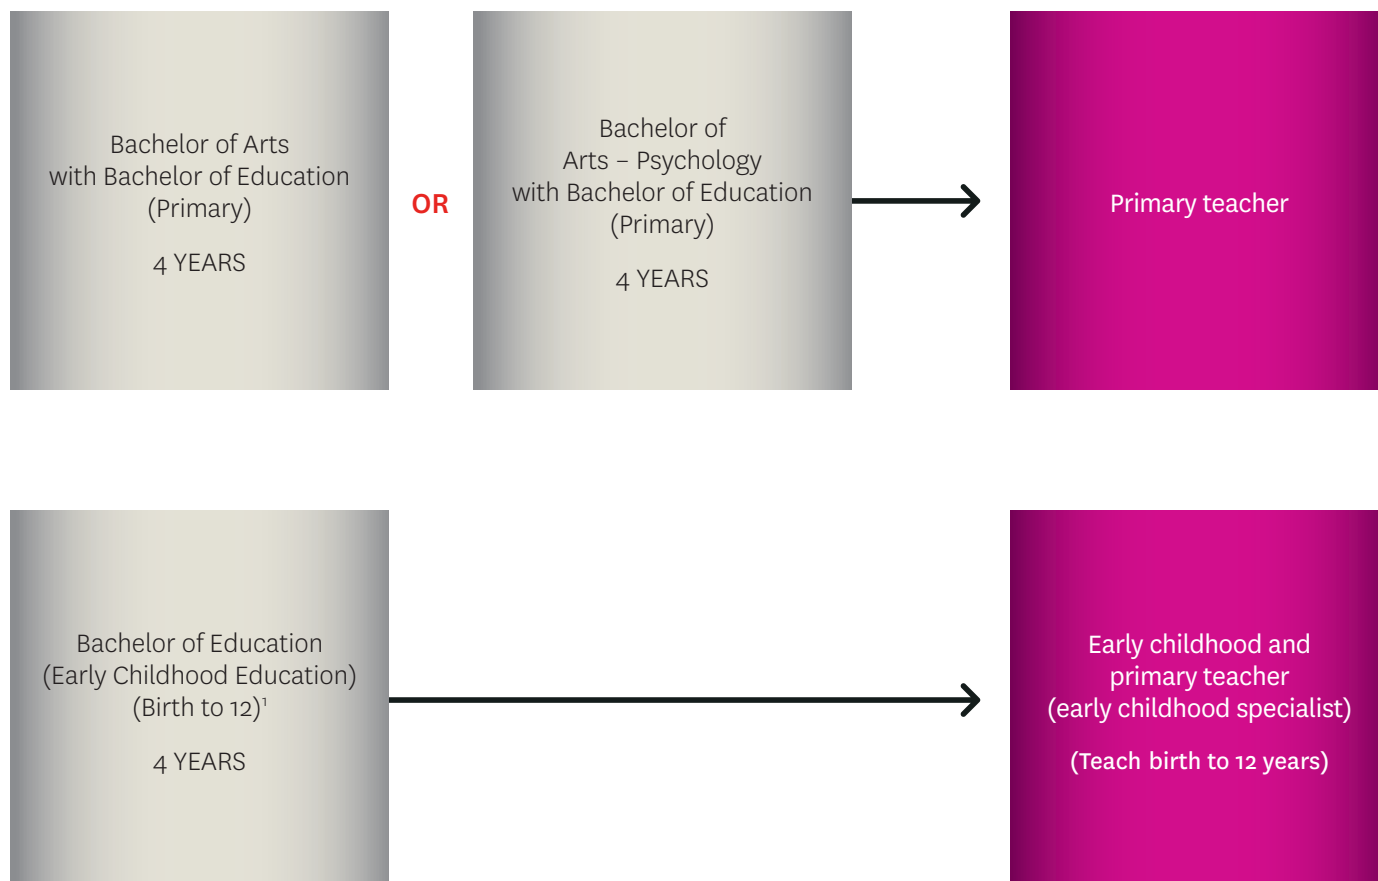 Bachelor of Arts
with Bachelor of Education
(Primary)
4 YEARS
OR
Bachelor of
Arts – Psychology
with Bachelor of Education
(Primary)
4 YEARS
Primary teacher
Bachelor of Education
(Early Childhood Education)
(Birth to 12)¹
4 YEARS
Early childhood and
primary teacher
(early childhood specialist)
(Teach birth to 12 years)